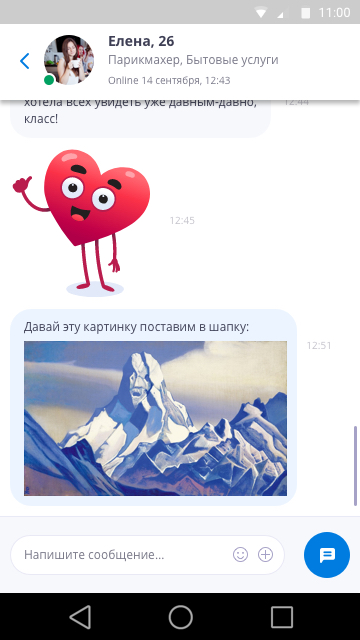 11:00
Елена, 26
Парикмахер, Бытовые услуги
Online 14 сентября, 12:43
хотела всех увидеть уже давным-давно,
12:44
класс!
12:45
Давай эту картинку поставим в шапку:
12:51
Напишите сообщение...